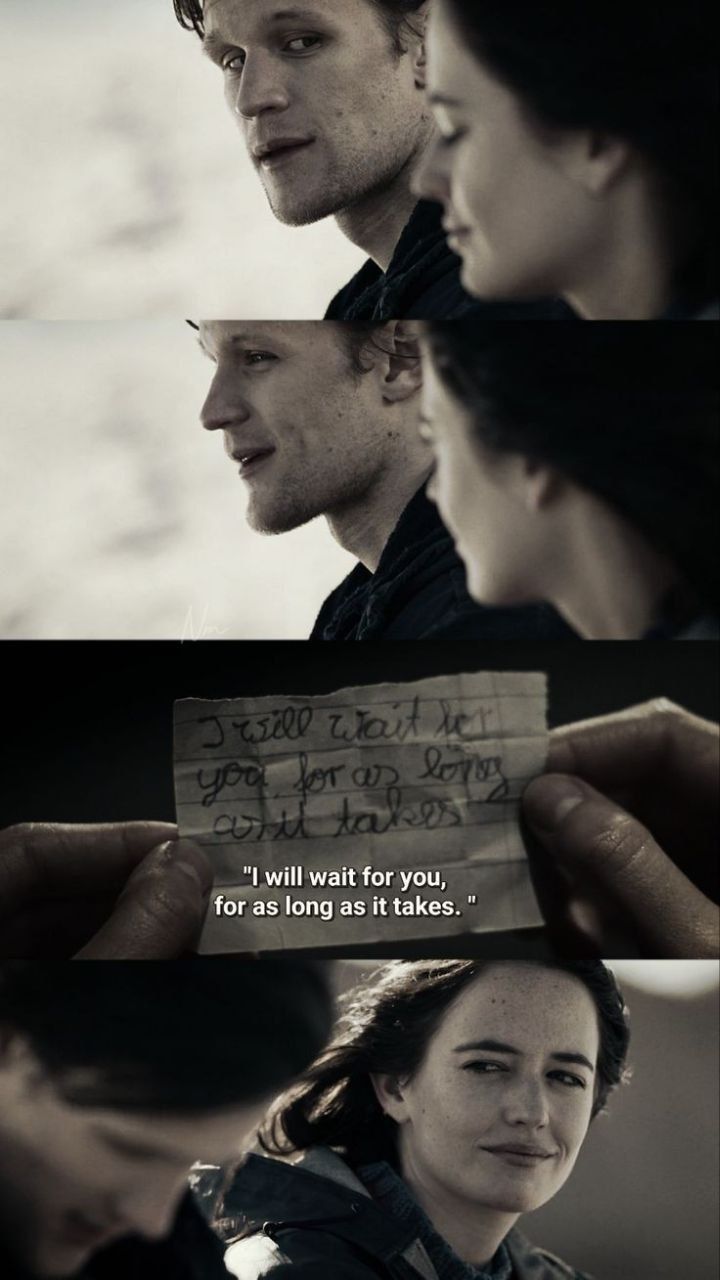 I will wait for
you for as long
as it takes
"I will wait for you,
for as long as it takes. "